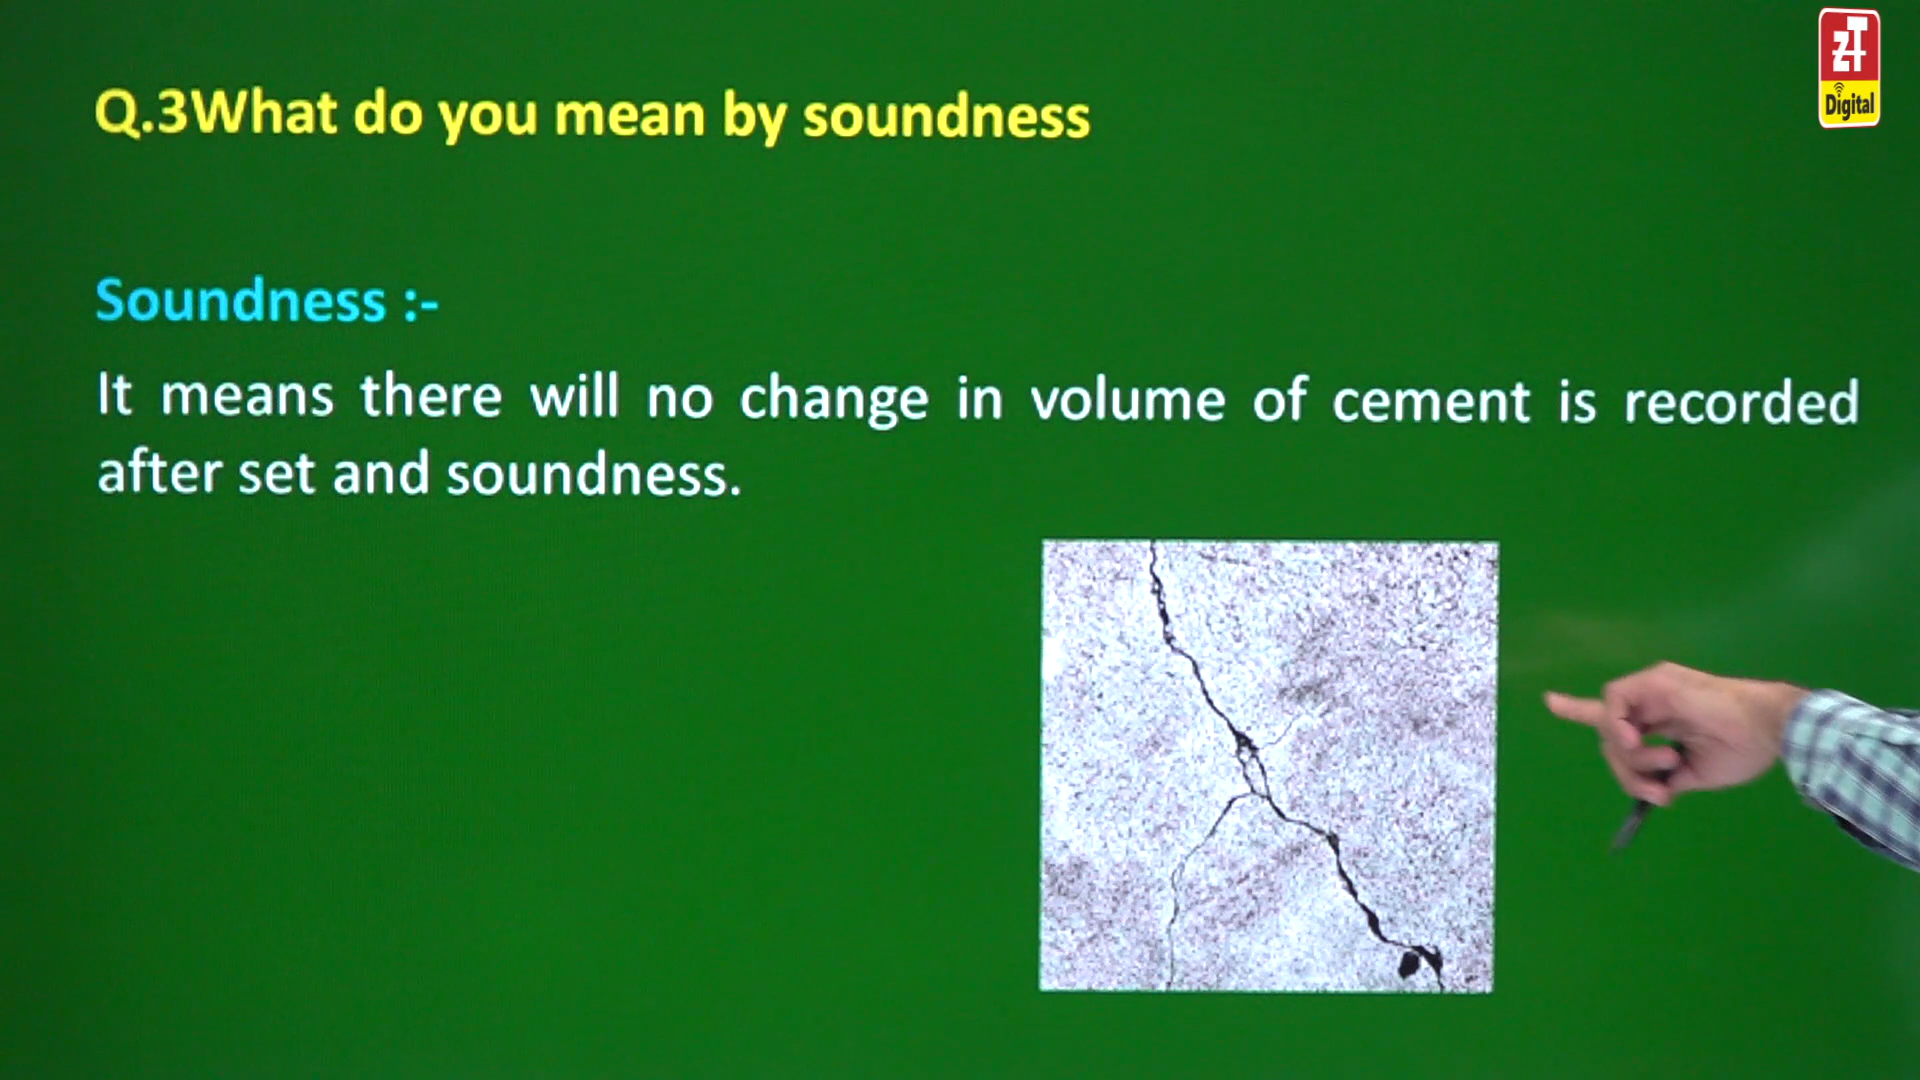 ZT
Digital
Q.3What do you mean by soundness
Soundness :-
It means there will no change in volume of cement is recorded
after set and soundness.